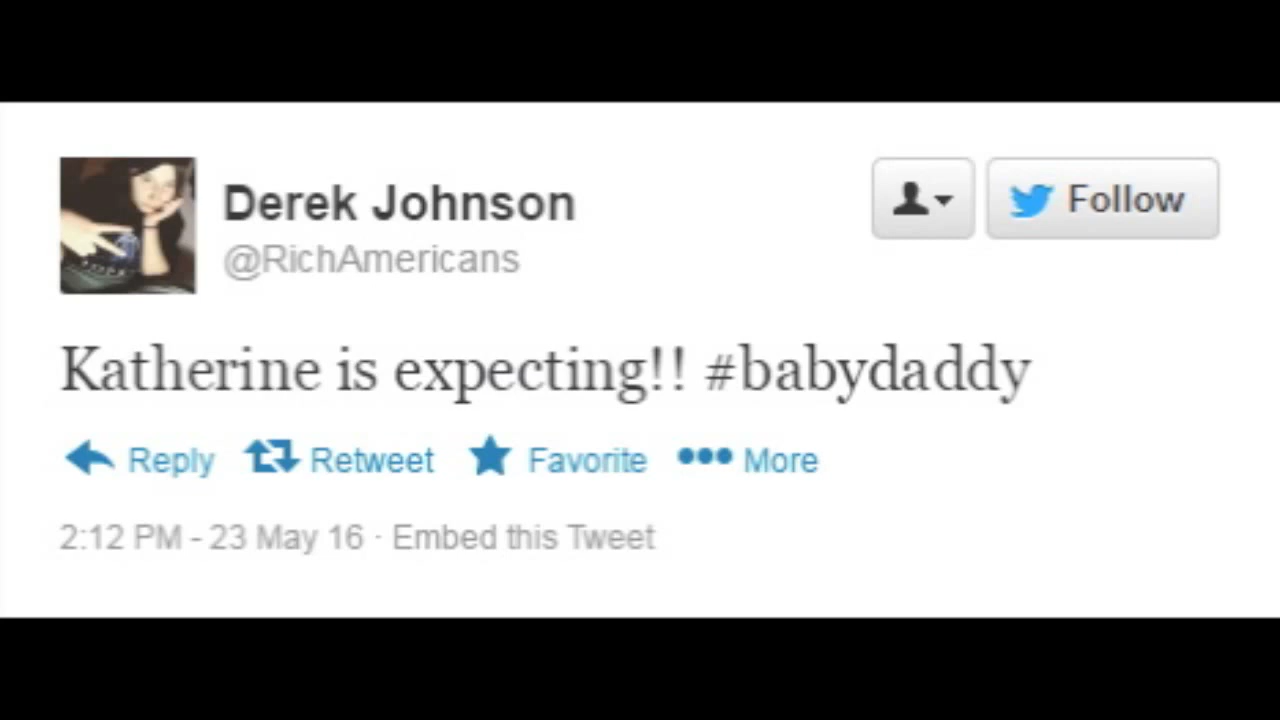 Derek Johnson
@RichAmericans
Follow
Katherine is expecting!! #babydaddy
Reply Retweet Favorite More
2:12 PM - 23 May 16 · Embed this Tweet